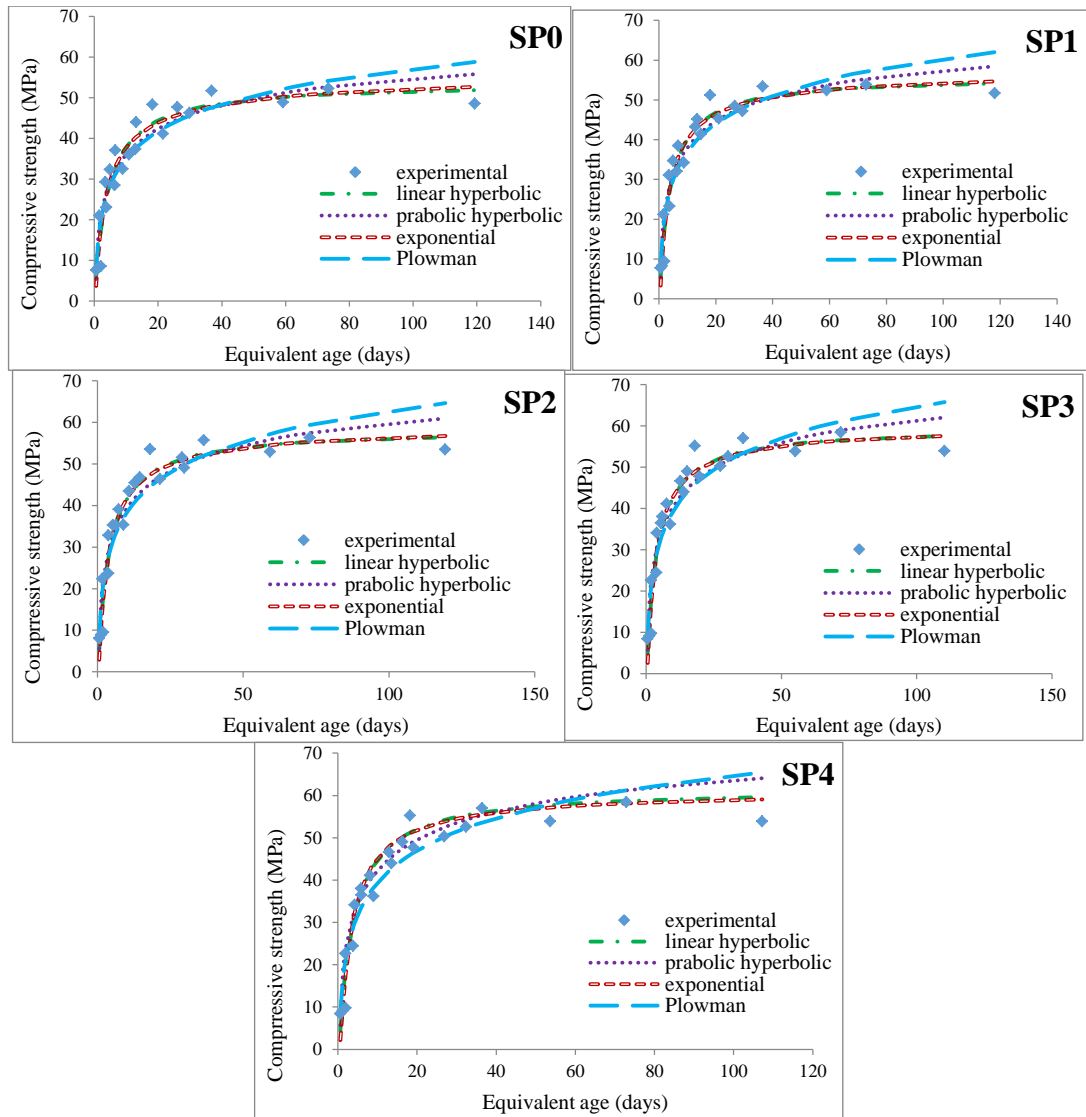 SP0
Comprressive strength (MPa)
70
60
50
40
30
20
10
0
experimental
linear hyperbolic
prabolic hyperbolic
exponential
Plowman
0 20 40 60 80 100 120 140
Equivalent age (days)
SP1
Comprressive strength (MPa)
70
60
50
40
30
20
10
0
experimental
linear hyperbolic
prabolic hyperbolic
exponential
Plowman
0 20 40 60 80 100 120 140
Equivalent age (days)
SP2
Comprressive strength (MPa)
70
60
50
40
30
20
10
0
experimental
linear hyperbolic
prabolic hyperbolic
exponential
Plowman
0 50 100 150
Equivalent age (days)
SP3
Comprressive strength (MPa)
70
60
50
40
30
20
10
0
experimental
linear hyperbolic
prabolic hyperbolic
exponential
Plowman
0 50 100 150
Equivalent age (days)
SP4
Comprressive strength (MPa)
70
60
50
40
30
20
10
0
experimental
linear hyperbolic
prabolic hyperbolic
exponential
Plowman
0 20 40 60 80 100 120
Equivalent age (days)